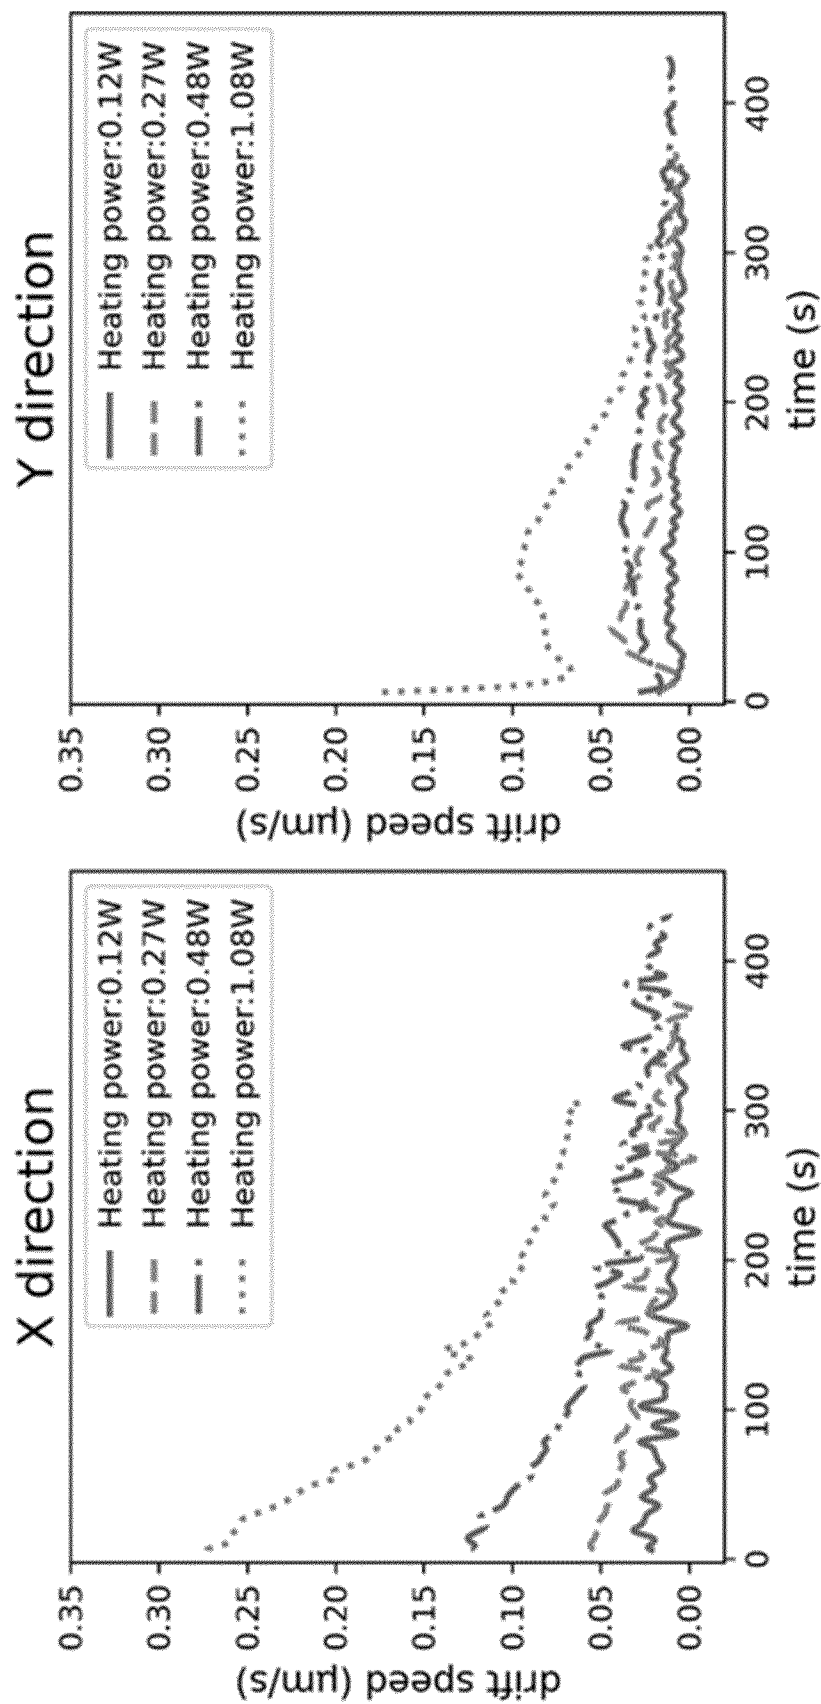 X direction
drift speed (μm/s)
0.35
0.30
0.25
0.20
0.15
0.10
0.05
0.00
Heating power:0.12W
Heating power:0.27W
Heating power:0.48W
Heating power:1.08W
0 100 200 300 400
time (s)
Y direction
drift speed (μm/s)
0.35
0.30
0.25
0.20
0.15
0.10
0.05
0.00
Heating power:0.12W
Heating power:0.27W
Heating power:0.48W
Heating power:1.08W
0 100 200 300 400
time (s)